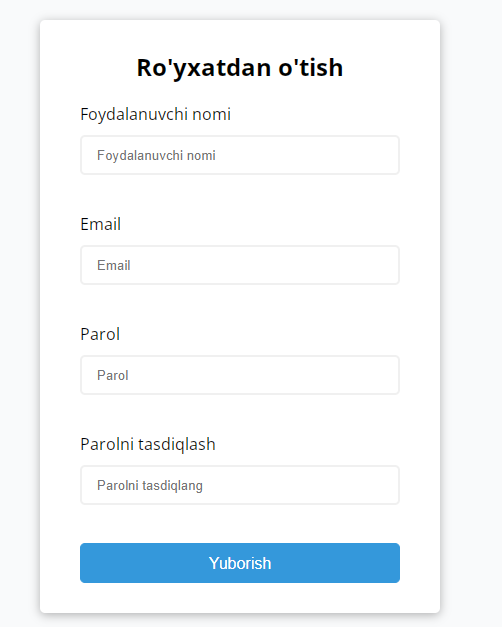 Ro'yxatdan o'tish
Foydalanuvchi nomi
Foydalanuvchi nomi
Email
Email
Parol
Parol
Parolni tasdiqlash
Parolni tasdiqlang
Yuborish